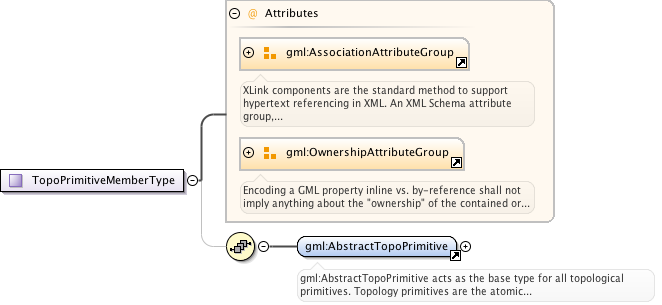 @ Attributes
gml:AssociationAttributeGroup
XLink components are the standard method to support
hypertext referencing in XML. An XML Schema attribute
group,...
gml:OwnershipAttributeGroup
Encoding a GML property inline vs. by-reference shall not
imply anything about the "ownership" of the contained or...
TopoPrimitiveMemberType
gml:AbstractTopoPrimitive
gml:AbstractTopoPrimitive acts as the base type for all topological
primitives. Topology primitives are the atomic...